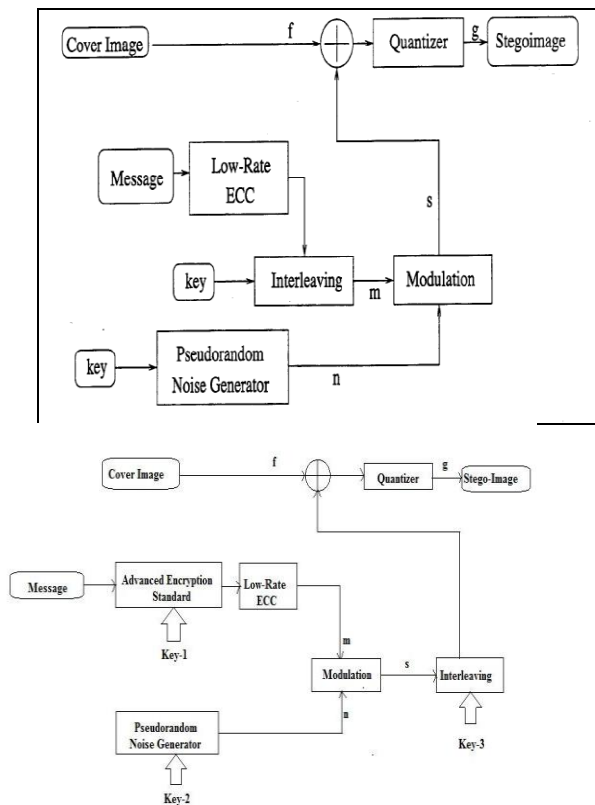 Cover Image
f
Quantizer
g
Stegoimage
Message
Low-Rate
ECC
s
key
Interleaving
m
Modulation
key
Pseudorandom
Noise Generator
n
Cover Image
f
Quantizer
g
Stego-Image
Message
Advanced Encryption
Standard
Low-Rate
ECC
Key-1
m
Modulation
s
Interleaving
n
Pseudorandom
Noise Generator
Key-3
Key-2